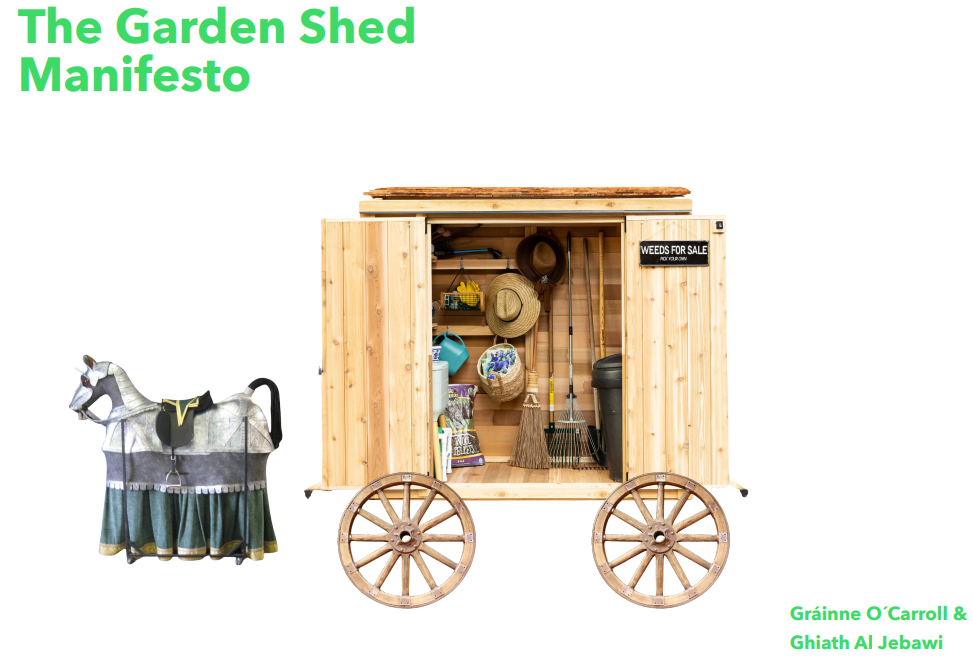 The Garden Shed
Manifesto
WEEDS FOR SALE
PICK YOUR OWN
Gráinne O´Carroll &
Ghiath Al Jebawi